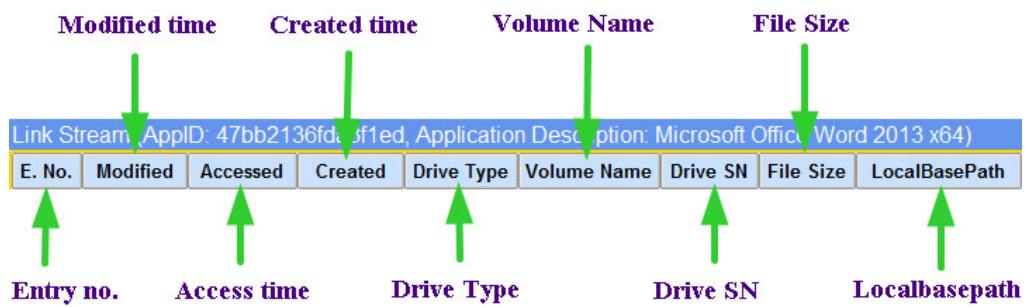 Modified time Created time Volume Name File Size
Link Stream (AppID: 47bb2136fda3f1ed, Application Description: Microsoft Office Word 2013 x64)
E. No. Modified Accessed Created Drive Type Volume Name Drive SN File Size LocalBasePath
Entry no. Access time Drive Type Drive SN Localbasepath